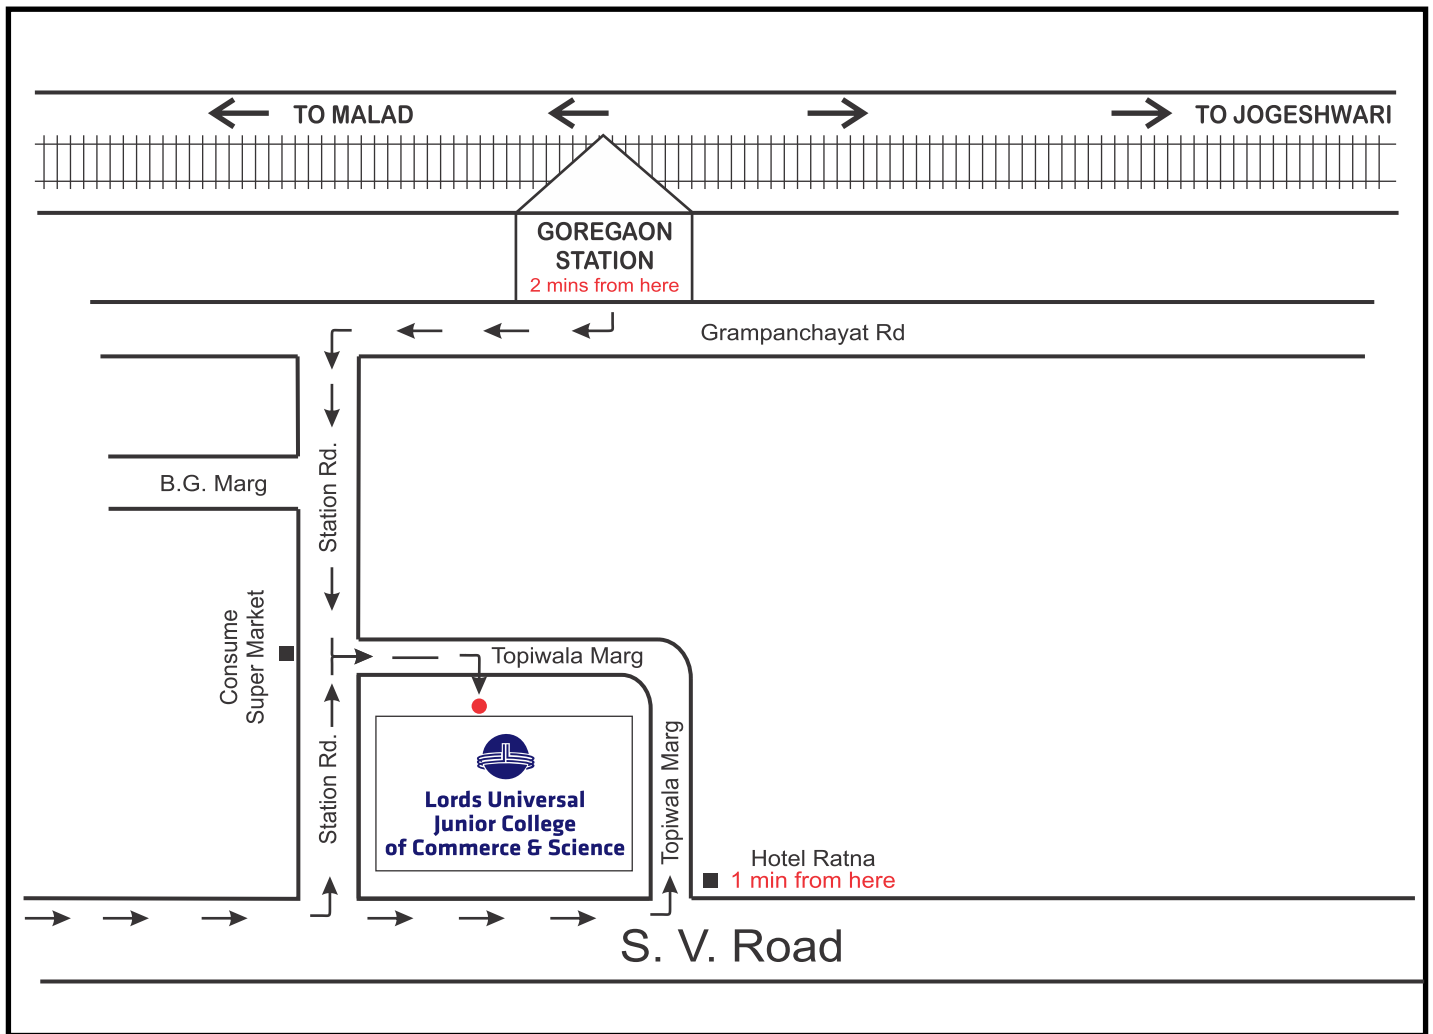 TO MALAD
TO JOGESHWARI
GOREGAON
STATION
2 mins from here
Grampanchayat Rd
Station Rd.
B.G. Marg
Consume
Super Market
Topiwala Marg
Station Rd.
Lords Universal
Junior College
of Commerce & Science
Topiwala Marg
Hotel Ratna
1 min from here
S. V. Road